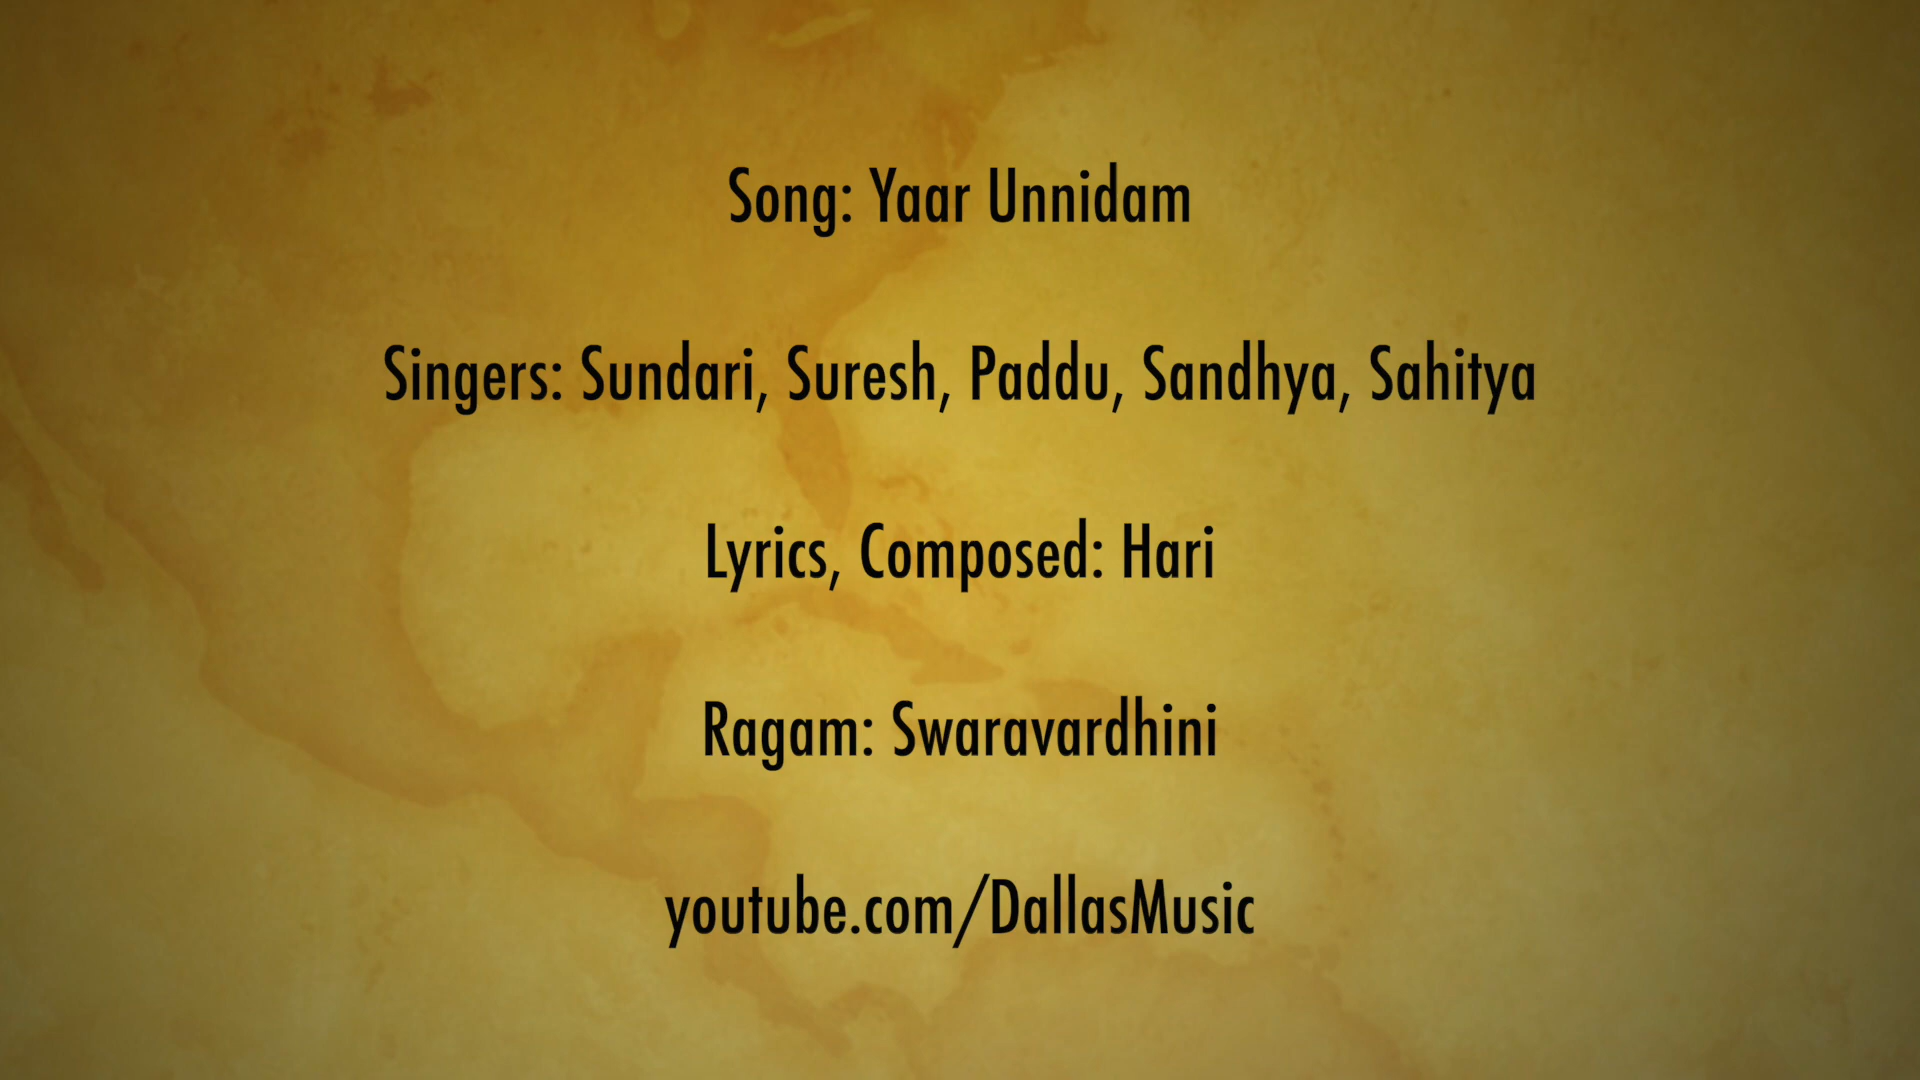 Song: Yaar Unnidam
Singers: Sundari, Suresh, Paddu, Sandhya, Sahitya
Lyrics, Composed: Hari
Ragam: Swaravardhini
youtube.com/DallasMusic